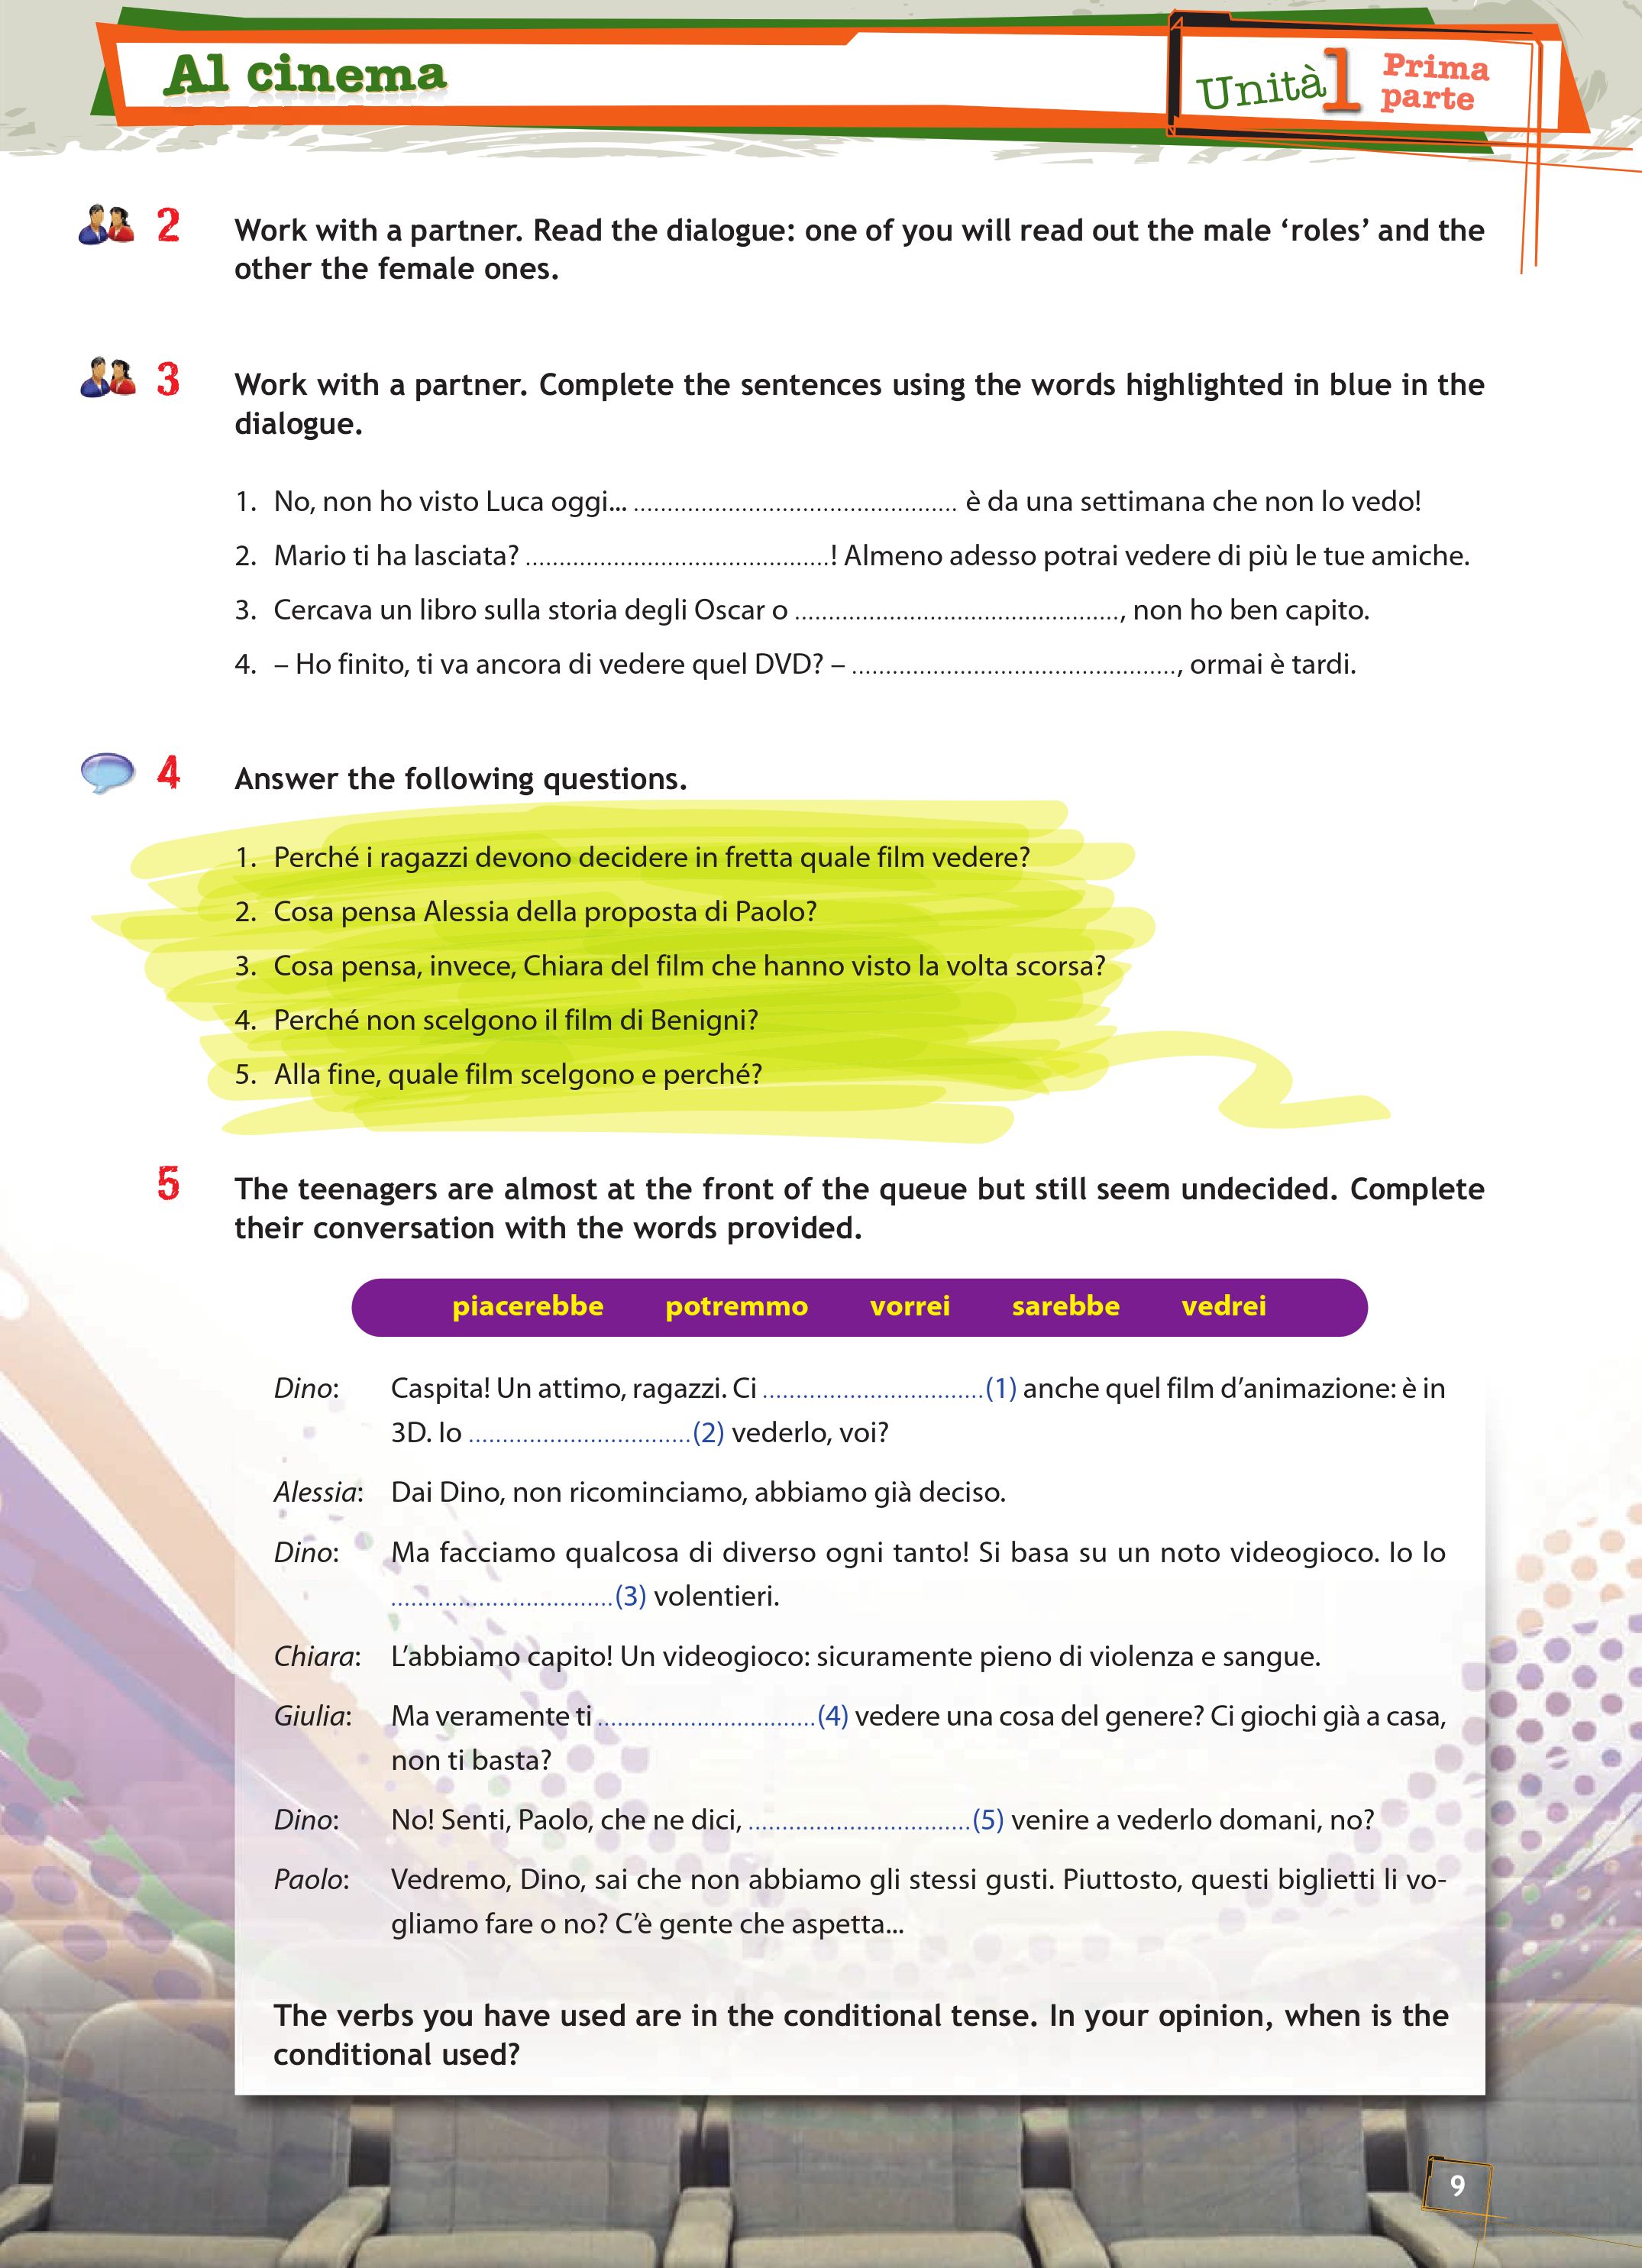 Al cinema
Unità 1 Prima parte
2 Work with a partner. Read the dialogue: one of you will read out the male ‘roles’ and the
other the female ones.
3 Work with a partner. Complete the sentences using the words highlighted in blue in the
dialogue.
1. No, non ho visto Luca oggi... ................................................ è da una settimana che non lo vedo!
2. Mario ti ha lasciata? .............................................! Almeno adesso potrai vedere di più le tue amiche.
3. Cercava un libro sulla storia degli Oscar o ................................................, non ho ben capito.
4. – Ho finito, ti va ancora di vedere quel DVD? – ................................................, ormai è tardi.
4 Answer the following questions.
1. Perché i ragazzi devono decidere in fretta quale film vedere?
2. Cosa pensa Alessia della proposta di Paolo?
3. Cosa pensa, invece, Chiara del film che hanno visto la volta scorsa?
4. Perché non scelgono il film di Benigni?
5. Alla fine, quale film scelgono e perché?
5 The teenagers are almost at the front of the queue but still seem undecided. Complete
their conversation with the words provided.
piacerebbe potremmo vorrei sarebbe vedrei
Dino: Caspita! Un attimo, ragazzi. Ci .................................(1) anche quel film d’animazione: è in
3D. Io .................................(2) vederlo, voi?
Alessia: Dai Dino, non ricominciamo, abbiamo già deciso.
Dino: Ma facciamo qualcosa di diverso ogni tanto! Si basa su un noto videogioco. Io lo
.................................(3) volentieri.
Chiara: L’abbiamo capito! Un videogioco: sicuramente pieno di violenza e sangue.
Giulia: Ma veramente ti .................................(4) vedere una cosa del genere? Ci giochi già a casa,
non ti basta?
Dino: No! Senti, Paolo, che ne dici, .................................(5) venire a vederlo domani, no?
Paolo: Vedremo, Dino, sai che non abbiamo gli stessi gusti. Piuttosto, questi biglietti li vo-
gliamo fare o no? C’è gente che aspetta...
The verbs you have used are in the conditional tense. In your opinion, when is the
conditional used?
9